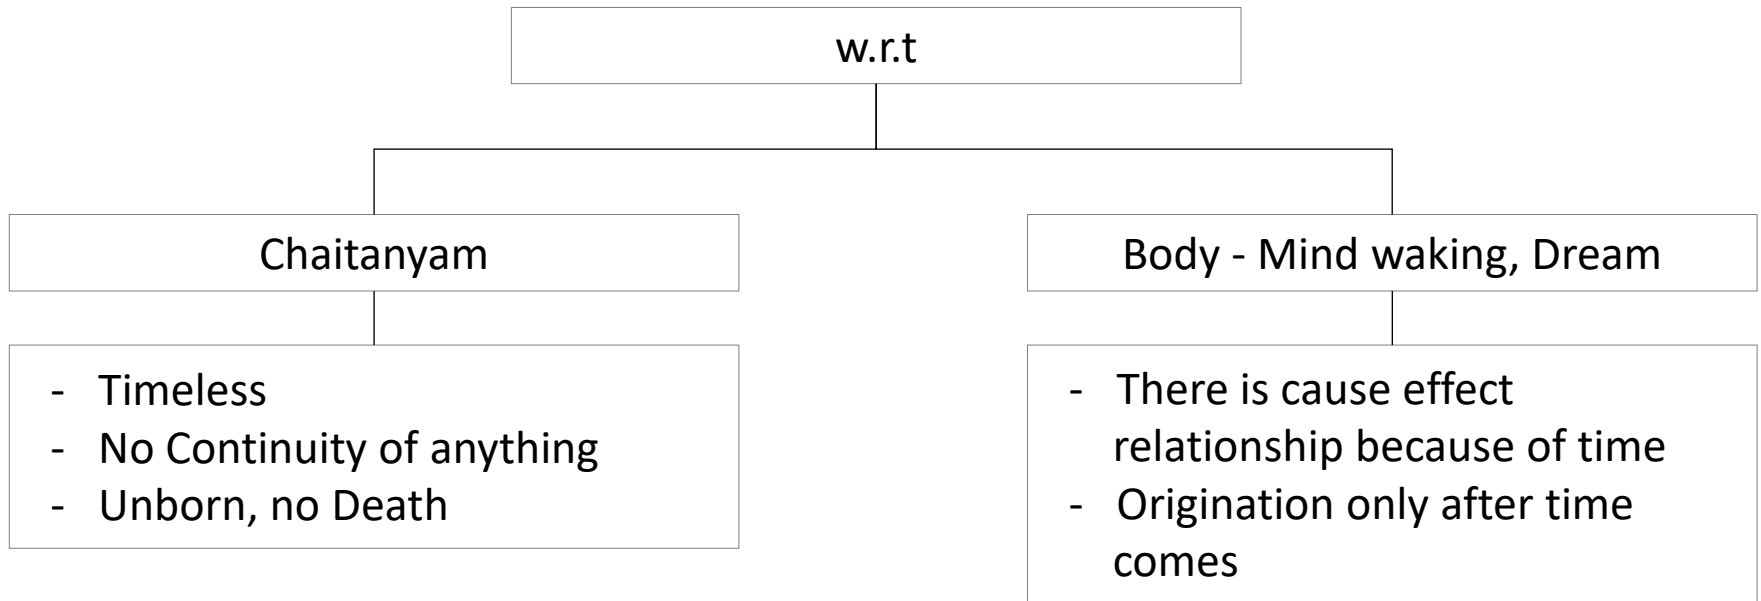 w.r.t
Chaitanyam
- Timeless
- No Continuity of anything
- Unborn, no Death
Body - Mind waking, Dream
- There is cause effect
relationship because of time
- Origination only after time
comes